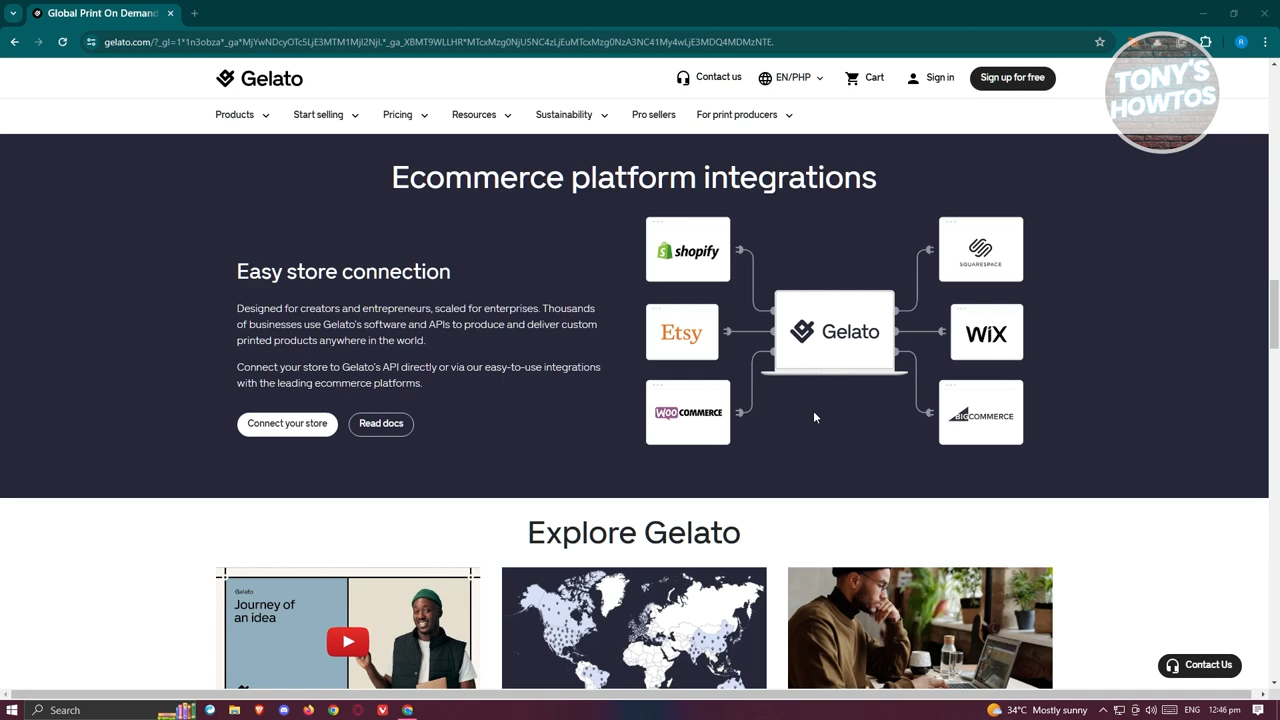 Global Print On Demand
gelato.com/?_gl=1*1n3obza*_ga*MjYwNDcyOTc5LjE3MTM1MjI2NjI.*_ga_XBMT9WLLHR*MTcxMzg0NjU5NC4zLjEuMTcxMzg0NzA3NC41My4wLjE3MDQ4MDMzNTE.
TONY'S
HOWTOS
Gelato
Contact us
EN/PHP
Cart
Sign in
Sign up for free
Products
Start selling
Pricing
Resources
Sustainability
Pro sellers
For print producers
Ecommerce platform integrations
Easy store connection
Designed for creators and entrepreneurs, scaled for enterprises. Thousands
of businesses use Gelato's software and APIs to produce and deliver custom
printed products anywhere in the world.
Connect your store to Gelato's API directly or via our easy-to-use integrations
with the leading ecommerce platforms.
Connect your store
Read docs
shopify
SQUARESPACE
Etsy
Gelato
WIX
WOO COMMERCE
BIGCOMMERCE
Explore Gelato
Gelato
Journey of
an idea
Contact Us
Search
34°C Mostly sunny
ENG
12:46 pm